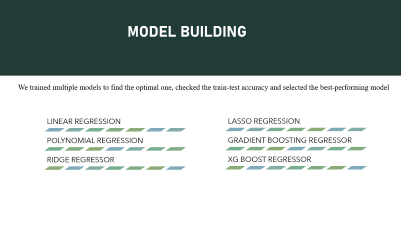 MODEL BUILDING
We trained multiple models to find the optimal one, checked the train-test accuracy and selected the best-performing model
LINEAR REGRESSION
POLYNOMIAL REGRESSION
RIDGE REGRESSOR
LASSO REGRESSION
GRADIENT BOOSTING REGRESSOR
XG BOOST REGRESSOR